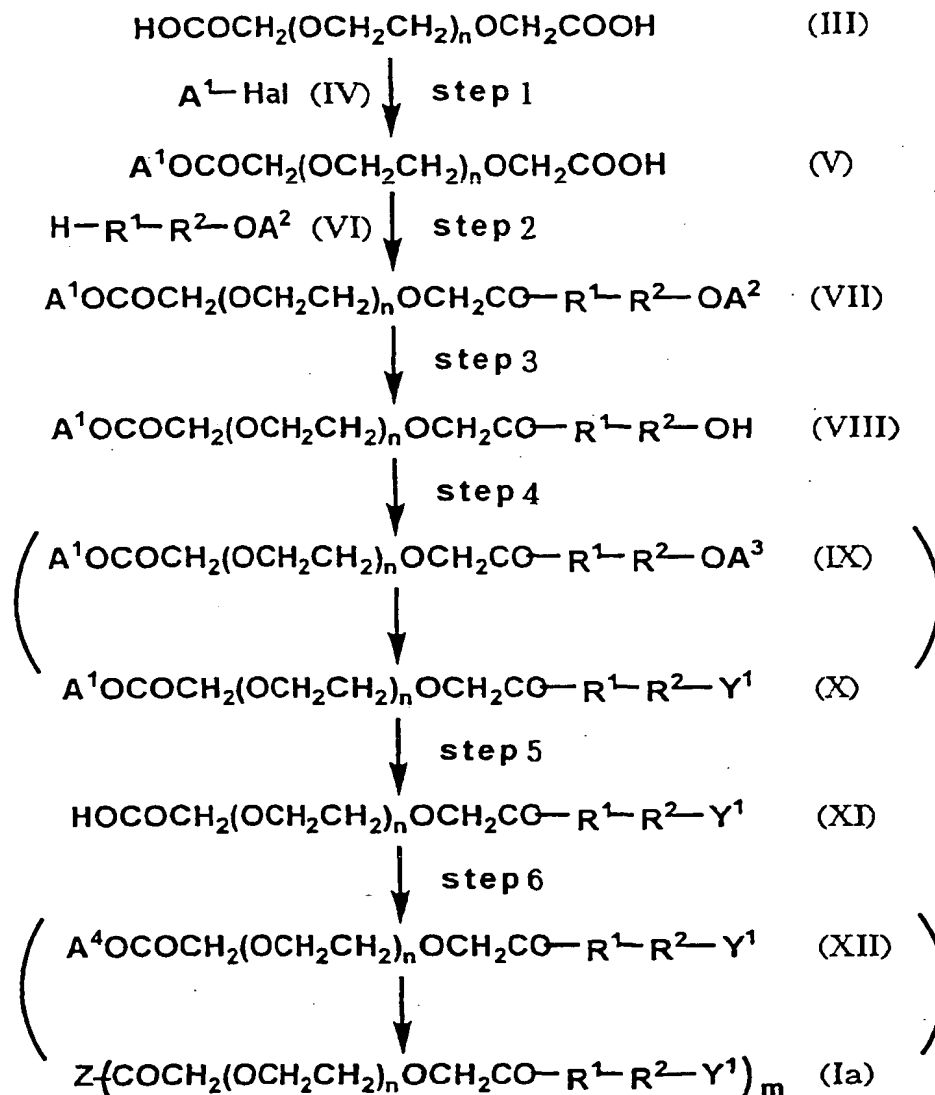 HOCOCH₂(OCH₂CH₂)ₙOCH₂COOH (III)
A¹—Hal (IV) step 1
A¹OCOCH₂(OCH₂CH₂)ₙOCH₂COOH (V)
H—R¹—R²—OA² (VI) step 2
A¹OCOCH₂(OCH₂CH₂)ₙOCH₂CO—R¹—R²—OA² (VII)
step 3
A¹OCOCH₂(OCH₂CH₂)ₙOCH₂CO—R¹—R²—OH (VIII)
step 4
A¹OCOCH₂(OCH₂CH₂)ₙOCH₂CO—R¹—R²—OA³ (IX)
A¹OCOCH₂(OCH₂CH₂)ₙOCH₂CO—R¹—R²—Y¹ (X)
step 5
HOCOCH₂(OCH₂CH₂)ₙOCH₂CO—R¹—R²—Y¹ (XI)
step 6
A⁴OCOCH₂(OCH₂CH₂)ₙOCH₂CO—R¹—R²—Y¹ (XII)
Z-(COCH₂(OCH₂CH₂)ₙOCH₂CO—R¹—R²—Y¹)ₘ (Ia)